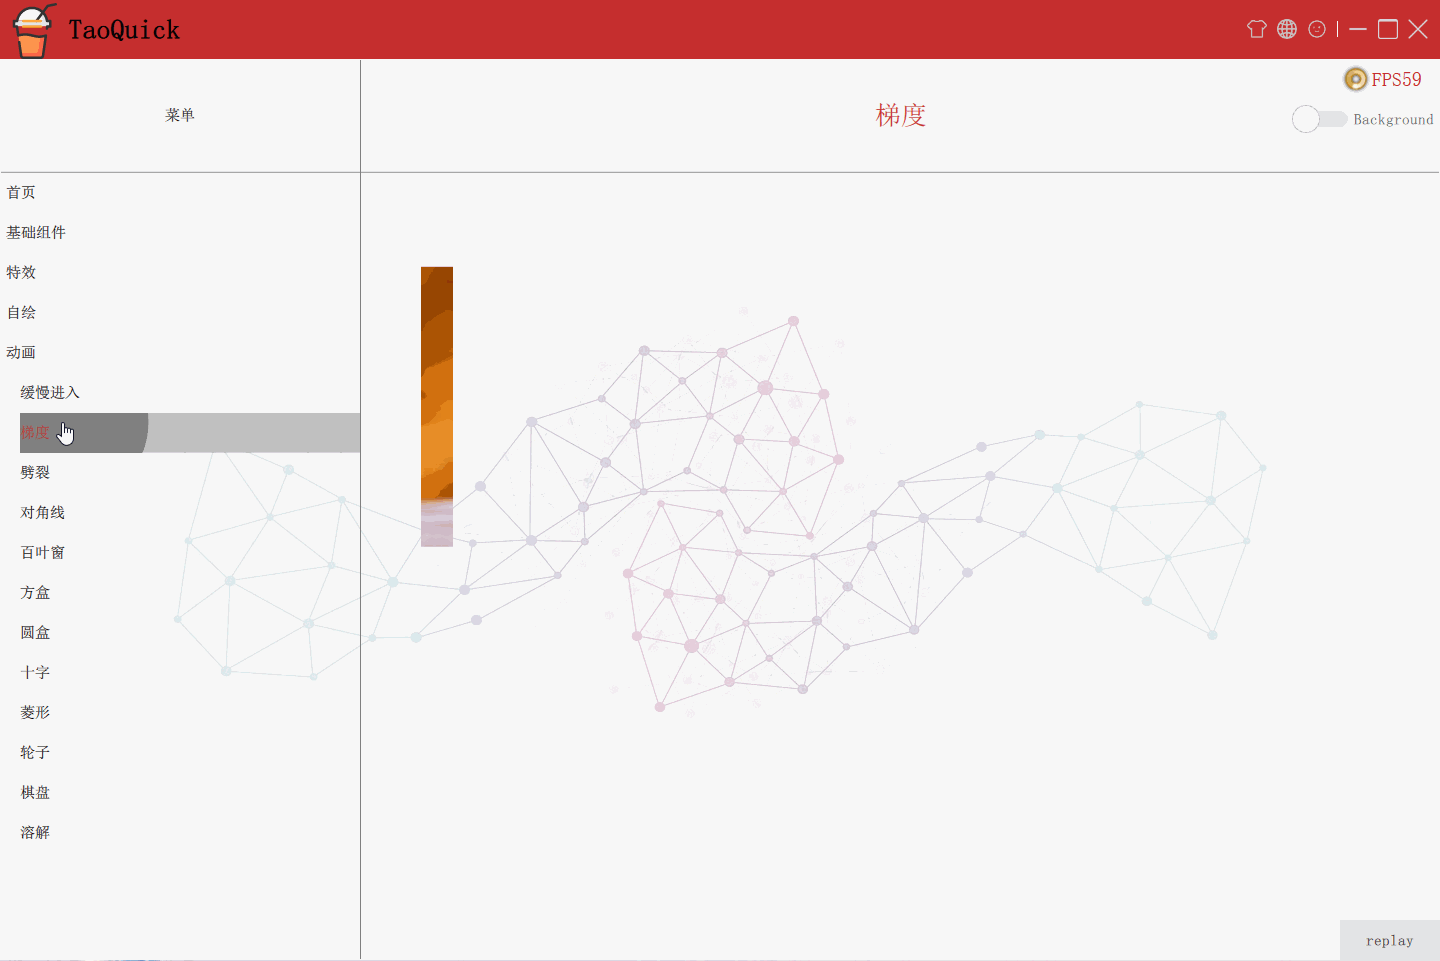 TaoQuick
FPS59
菜单
梯度
Background
首页
基础组件
特效
自绘
动画
缓慢进入
梯度
劈裂
对角线
百叶窗
方盒
圆盒
十字
菱形
轮子
棋盘
溶解
replay